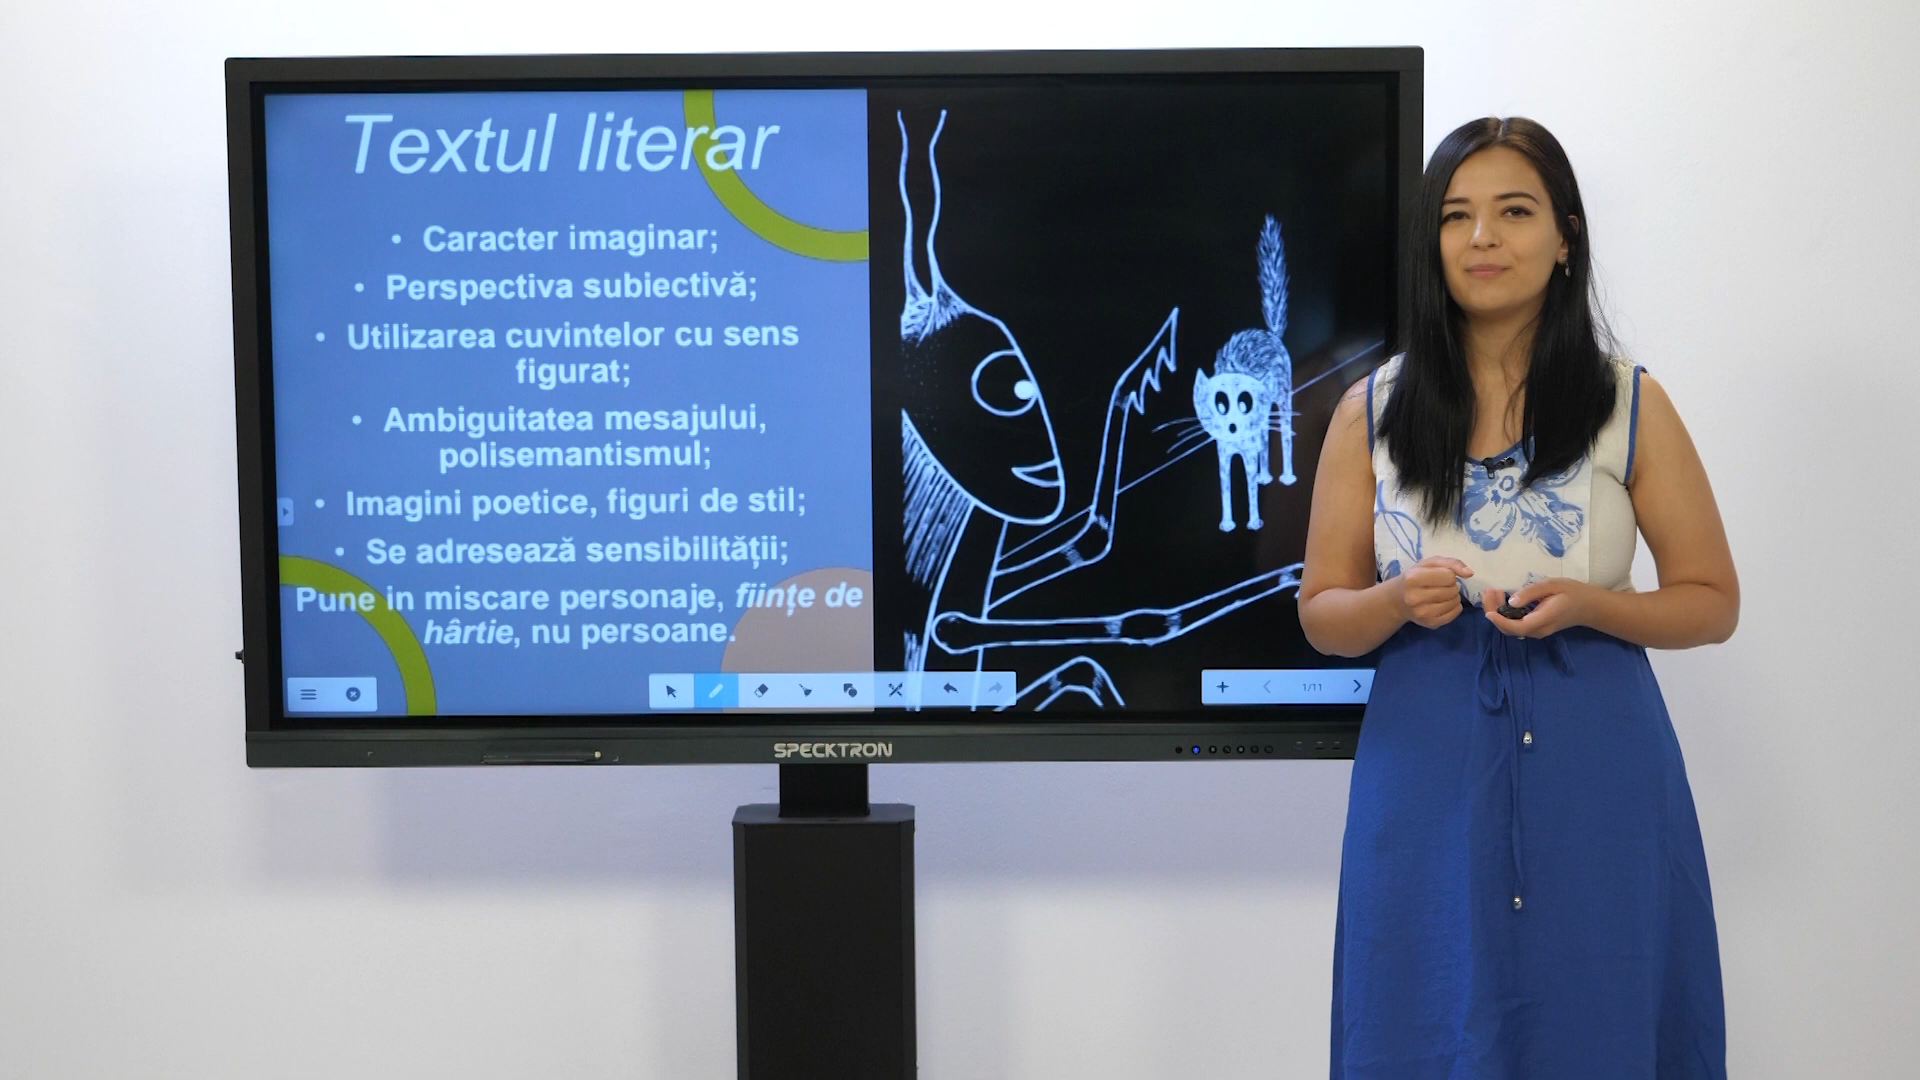 Textul literar
• Caracter imaginar;
• Perspectiva subiectivă;
• Utilizarea cuvintelor cu sens
figurat;
• Ambiguitatea mesajului,
polisemantismul;
• Imagini poetice, figuri de stil;
• Se adresează sensibilității;
Pune in miscare personaje, ființe de
hârtie, nu persoane.
1/11
SPECKTRON